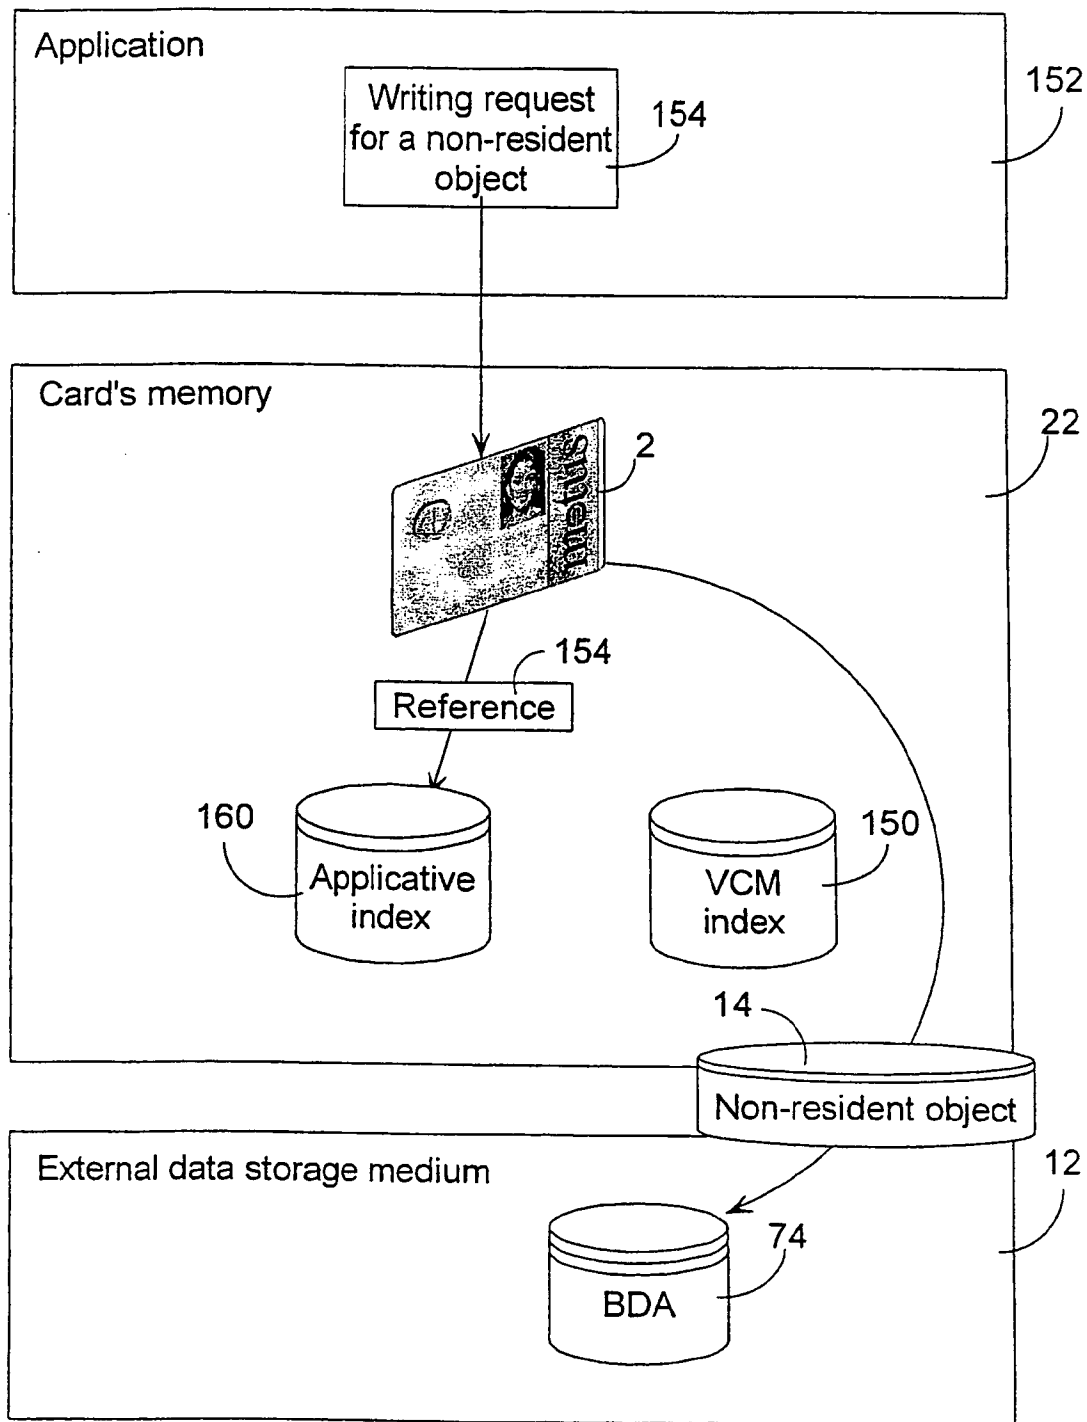 Application
152
Writing request
for a non-resident
object
154
Card's memory
22
2
154
Reference
160
150
Applicative
index
VCM
index
14
Non-resident object
External data storage medium
12
74
BDA